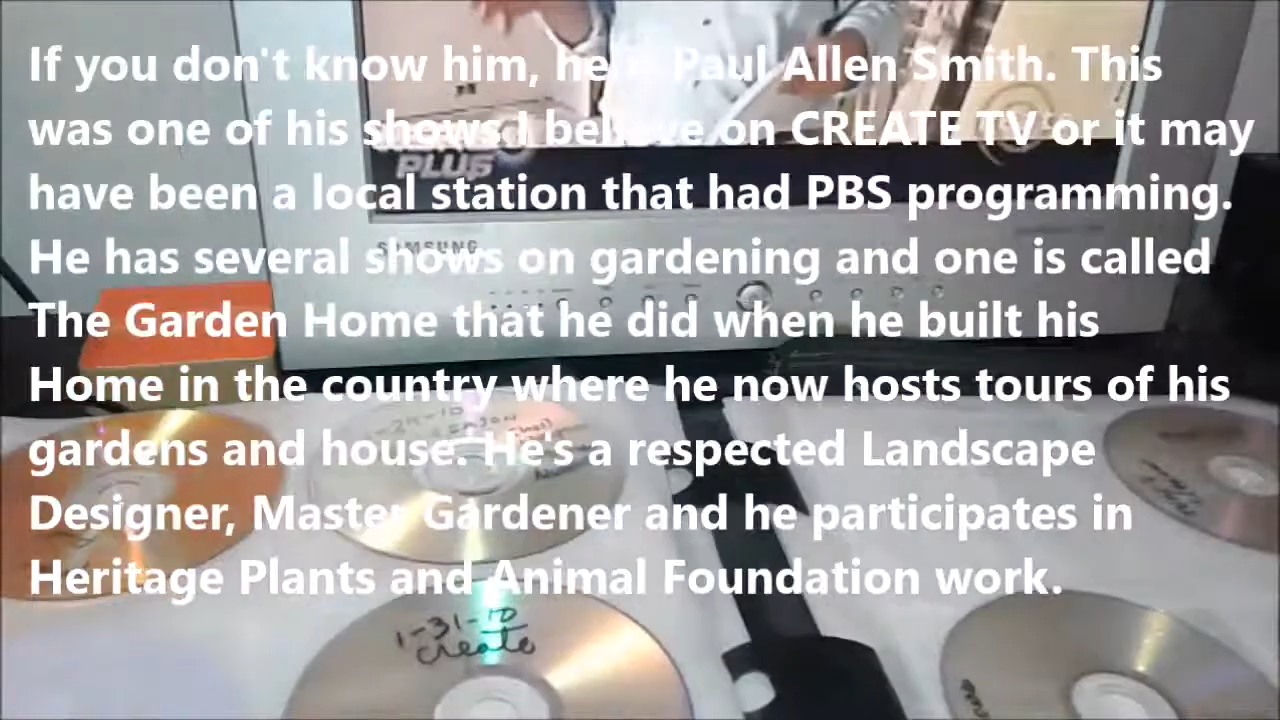 If you don't know him, he is Paul Allen Smith. This
was one of his shows I believe on CREATE TV or it may
have been a local station that had PBS programming.
He has several shows on gardening and one is called
The Garden Home that he did when he built his
Home in the country where he now hosts tours of his
gardens and house. He's a respected Landscape
Designer, Master Gardener and he participates in
Heritage Plants and Animal Foundation work.
PLUS
SAMSUNG
1-31-10
create